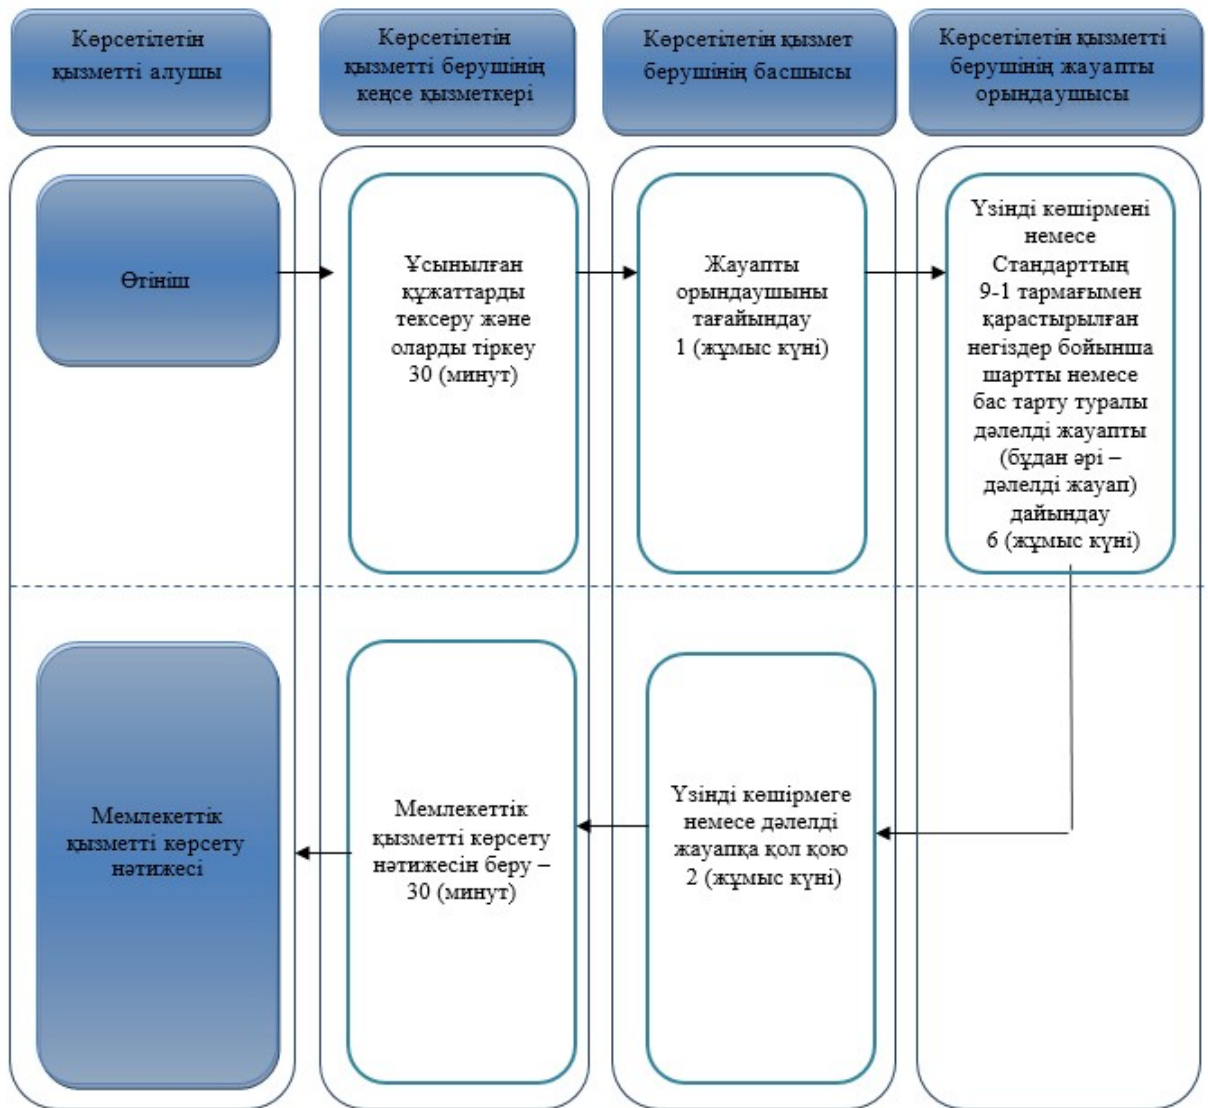 Көрсетілетін
қызметті алушы
Көрсетілетін
қызметті берушінің
кеңсе қызметкері
Көрсетілетін қызмет
берушінің басшысы
Көрсетілетін қызметті
берушінің жауапты
орындаушысы
Өтініш
Ұсынылған
құжаттарды
тексеру және
оларды тіркеу
30 (минут)
Жауапты
орындаушыны
тағайындау
1 (жұмыс күні)
Үзінді көшірмені
немесе
Стандарттың
9-1 тармағымен
қарастырылған
негіздер бойынша
шартты немесе
бас тарту туралы
дәлелді жауапты
(бұдан әрі –
дәлелді жауап)
дайындау
6 (жұмыс күні)
Мемлекеттік
қызметті көрсету
нәтижесі
Мемлекеттік
қызметті көрсету
нәтижесін беру –
30 (минут)
Үзінді көшірмеге
немесе дәлелді
жауапқа қол қою
2 (жұмыс күні)